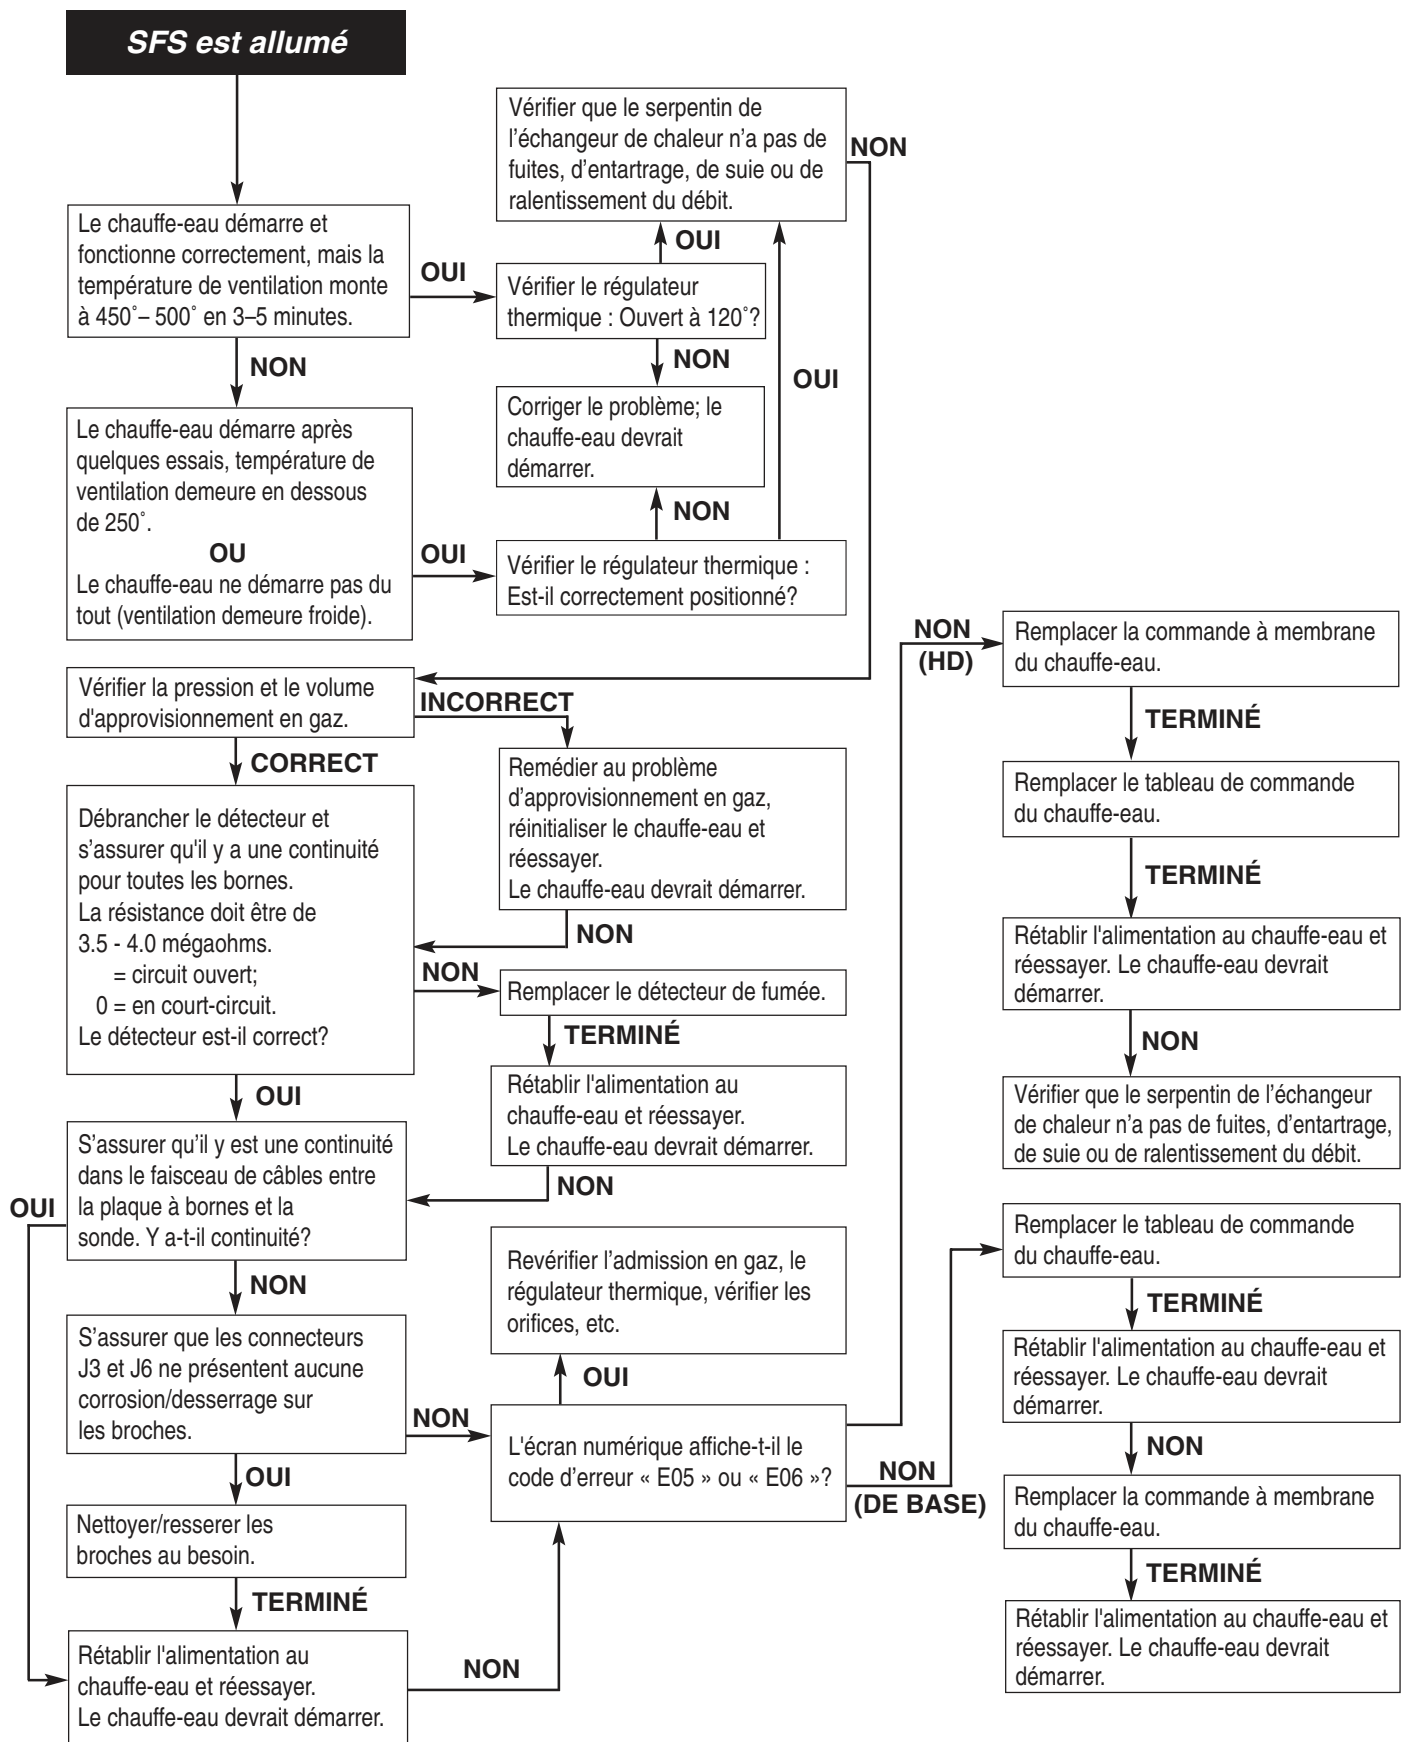 SFS est allumé
Le chauffe-eau démarre et
fonctionne correctement, mais la
température de ventilation monte
à 450˚– 500˚ en 3–5 minutes.
OUI
Vérifier le régulateur
thermique : Ouvert à 120˚?
OUI
Vérifier que le serpentin de
l’échangeur de chaleur n’a pas de
fuites, d’entartrage, de suie ou de
ralentissement du débit.
NON
NON
Corriger le problème; le
chauffe-eau devrait
démarrer.
NON
OUI
NON
Le chauffe-eau démarre après
quelques essais, température de
ventilation demeure en dessous
de 250˚.
OU
Le chauffe-eau ne démarre pas du
tout (ventilation demeure froide).
OUI
Vérifier le régulateur thermique :
Est-il correctement positionné?
Vérifier la pression et le volume
d'approvisionnement en gaz.
INCORRECT
CORRECT
Remédier au problème
d’approvisionnement en gaz,
réinitialiser le chauffe-eau et
réessayer.
Le chauffe-eau devrait démarrer.
NON
Débrancher le détecteur et
s’assurer qu'il y a une continuité
pour toutes les bornes.
La résistance doit être de
3.5 - 4.0 mégaohms.
= circuit ouvert;
0 = en court-circuit.
Le détecteur est-il correct?
NON
Remplacer le détecteur de fumée.
TERMINÉ
Rétablir l'alimentation au
chauffe-eau et réessayer.
Le chauffe-eau devrait démarrer.
NON
OUI
S’assurer qu’il y est une continuité
dans le faisceau de câbles entre
la plaque à bornes et la
sonde. Y a-t-il continuité?
OUI
NON
S’assurer que les connecteurs
J3 et J6 ne présentent aucune
corrosion/desserrage sur
les broches.
NON
OUI
Nettoyer/resserer les
broches au besoin.
TERMINÉ
Rétablir l'alimentation au
chauffe-eau et réessayer.
Le chauffe-eau devrait démarrer.
NON
Revérifier l’admission en gaz, le
régulateur thermique, vérifier les
orifices, etc.
OUI
L'écran numérique affiche-t-il le
code d’erreur « E05 » ou « E06 »?
NON
(HD)
Remplacer la commande à membrane
du chauffe-eau.
TERMINÉ
Remplacer le tableau de commande
du chauffe-eau.
TERMINÉ
Rétablir l'alimentation au chauffe-eau et
réessayer. Le chauffe-eau devrait
démarrer.
NON
Vérifier que le serpentin de l’échangeur
de chaleur n’a pas de fuites, d’entartrage,
de suie ou de ralentissement du débit.
NON
(DE BASE)
Remplacer le tableau de commande
du chauffe-eau.
TERMINÉ
Rétablir l'alimentation au chauffe-eau et
réessayer. Le chauffe-eau devrait
démarrer.
NON
Remplacer la commande à membrane
du chauffe-eau.
TERMINÉ
Rétablir l'alimentation au chauffe-eau et
réessayer. Le chauffe-eau devrait
démarrer.